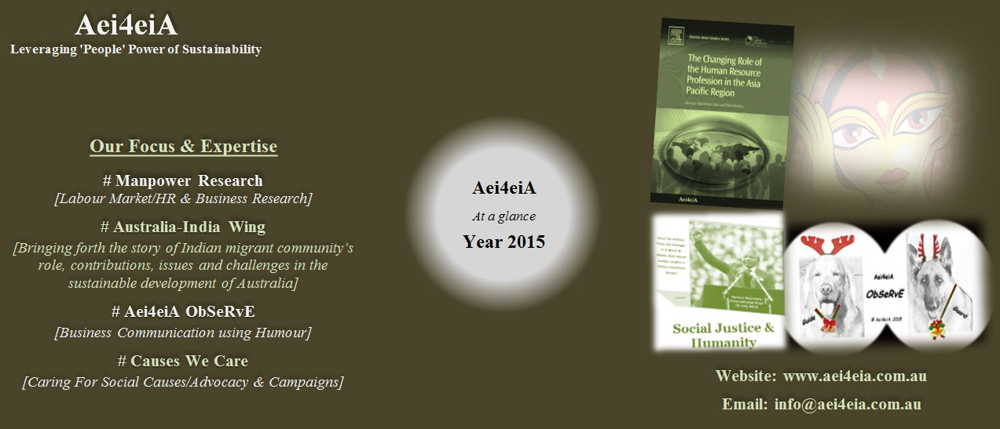 Aei4eiA
Leveraging 'People' Power of Sustainability
Our Focus & Expertise
# Manpower Research
[Labour Market/HR & Business Research]
# Australia-India Wing
[Bringing forth the story of Indian migrant community's
role, contributions, issues and challenges in the
sustainable development of Australia]
# Aei4eiA ObSeRvE
[Business Communication using Humour]
# Causes We Care
[Caring For Social Causes/Advocacy & Campaigns]
Aei4eiA
At a glance
Year 2015
The Changing Role of
the Human Resource
Profession in the Asia
Pacific Region
Aei4eiA
Social Justice &
Humanity
Aei4eiA
ObSeRvE
© Aei4eiA, 2015
Guide
Guard
Website: www.aei4eia.com.au
Email: info@aei4eia.com.au